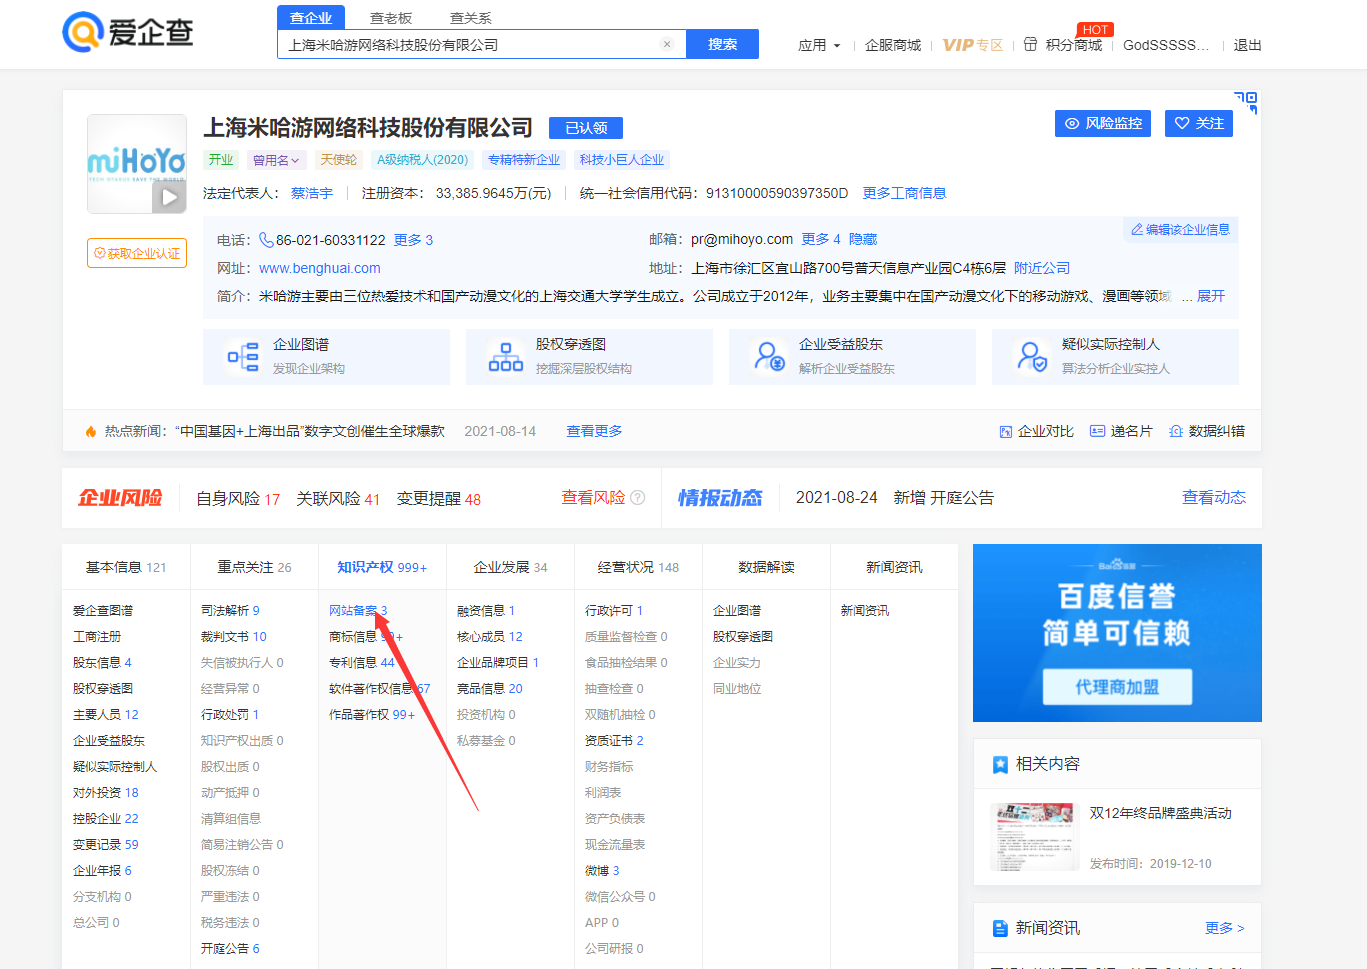 爱企查
查企业 查老板 查关系
上海米哈游网络科技股份有限公司 × 搜索
应用 企服商城 VIP专区 积分商城 HOT GodSSSSS... 退出
上海米哈游网络科技股份有限公司 已认领
风险监控 关注
miHoYo
TECH OTAKUS SAVE THE WORLD
开业 曾用名 天使轮 A级纳税人(2020) 专精特新企业 科技小巨人企业
法定代表人： 蔡浩宇 注册资本： 33,385.9645万(元) 统一社会信用代码：91310000590397350D 更多工商信息
获取企业认证
编辑该企业信息
电话： 86-021-60331122 更多 3 邮箱：pr@mihoyo.com 更多 4 隐藏
网址：www.benghuai.com 地址：上海市徐汇区宜山路700号普天信息产业园C4栋6层 附近公司
简介：米哈游主要由三位热爱技术和国产动漫文化的上海交通大学学生成立。公司成立于2012年，业务主要集中在国产动漫文化下的移动游戏、漫画等领域 ... 展开
企业图谱 股权穿透图 企业受益股东 疑似实际控制人
发现企业架构 挖掘深层股权结构 解析企业受益股东 算法分析企业实控人
热点新闻：“中国基因+上海出品”数字文创催生全球爆款 2021-08-14 查看更多 企业对比 递名片 数据纠错
企业风险 自身风险 17 关联风险 41 变更提醒 48 查看风险 ? 情报动态 2021-08-24 新增 开庭公告 查看动态
基本信息 121 重点关注 26 知识产权 999+ 企业发展 34 经营状况 148 数据解读 新闻资讯
爱企查图谱 司法解析 9 网站备案 3 融资信息 1 行政许可 1 企业图谱 新闻资讯
工商注册 裁判文书 10 商标信息 核心成员 12 质量监督检查 0 股权穿透图
股东信息 4 失信被执行人 0 专利信息 44 企业品牌项目 1 食品抽检结果 0 企业实力
股权穿透图 经营异常 0 软件著作权信息 67 竞品信息 20 抽查检查 0 同业地位
主要人员 12 行政处罚 1 作品著作权 99+ 投资机构 0 双随机抽检 0
企业受益股东 知识产权出质 0 私募基金 0 资质证书 2
疑似实际控制人 股权出质 0 财务指标
对外投资 18 动产抵押 0 利润表
控股企业 22 清算组信息 资产负债表
变更记录 59 简易注销公告 0 现金流量表
企业年报 6 股权冻结 0 微博 3
分支机构 0 严重违法 0 微信公众号 0
总公司 0 税务违法 0 APP 0
开庭公告 6 公司研报 0
Bai百度
百度信誉
简单可信赖
代理商加盟
相关内容
双12年终品牌盛典活动
发布时间：2019-12-10
新闻资讯 更多 >